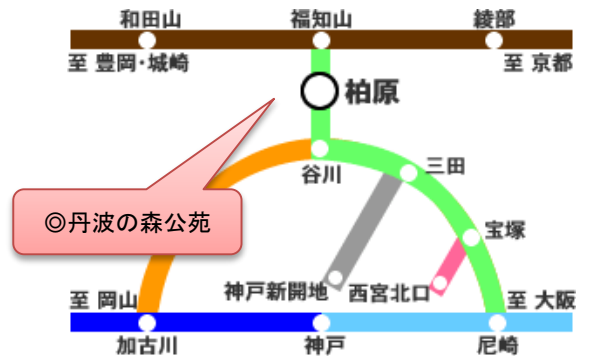 和田山
福知山
綾部
至 豊岡･城崎
至 京都
柏原
谷川
三田
◎丹波の森公苑
宝塚
神戸新開地
西宮北口
至 岡山
至 大阪
加古川
神戸
尼崎